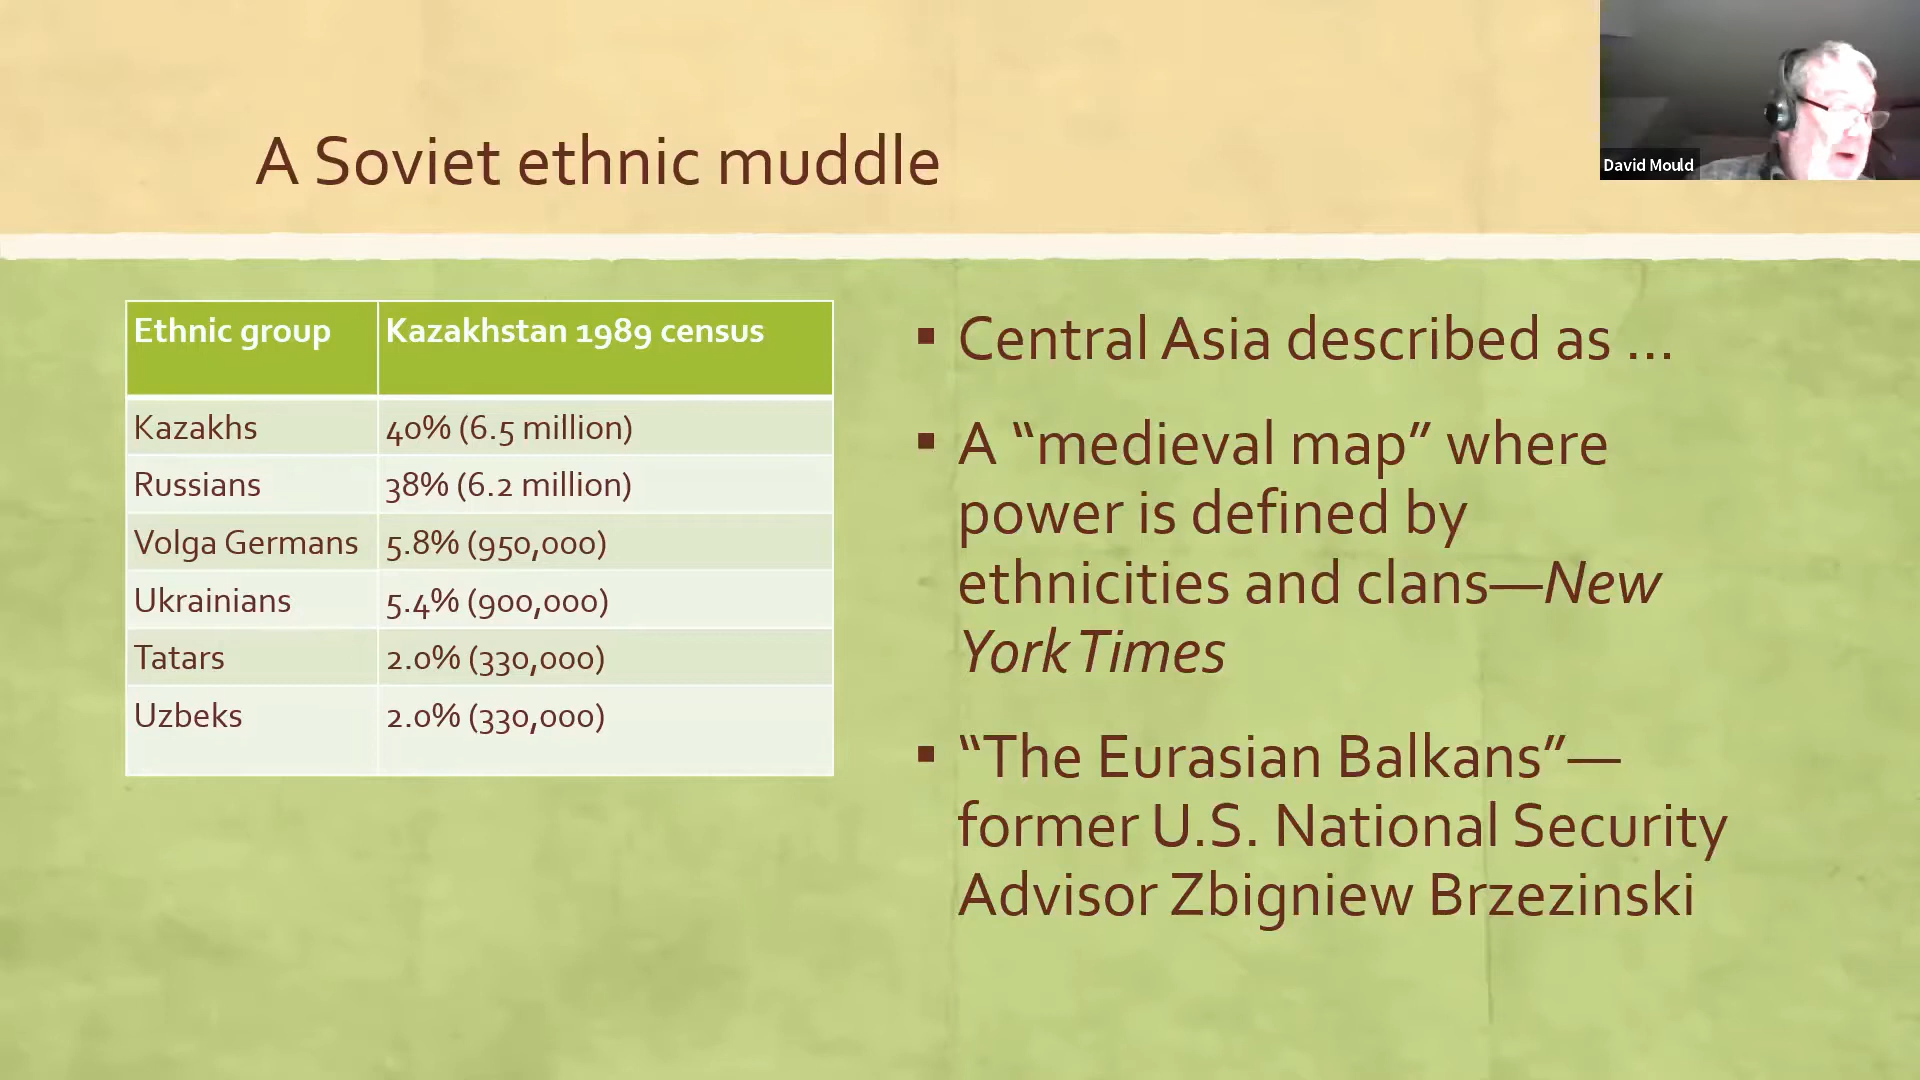 A Soviet ethnic muddle
David Mould
Ethnic group Kazakhstan 1989 census
Kazakhs 40% (6.5 million)
Russians 38% (6.2 million)
Volga Germans 5.8% (950,000)
Ukrainians 5.4% (900,000)
Tatars 2.0% (330,000)
Uzbeks 2.0% (330,000)
▪ Central Asia described as ...
▪ A “medieval map” where
power is defined by
ethnicities and clans—New
York Times
▪ “The Eurasian Balkans”—
former U.S. National Security
Advisor Zbigniew Brzezinski